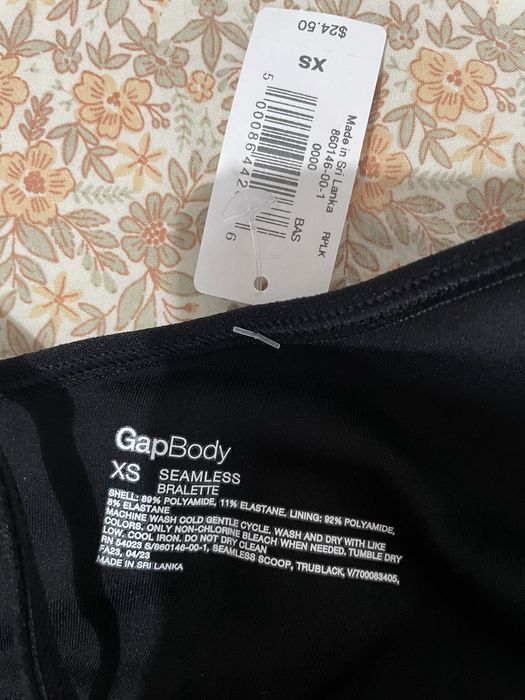 $24.50
XS
Made in Sri Lanka
860146-00-1 RPLK
0000
BAS
5 00086442 6
GapBody
XS SEAMLESS
BRALETTE
SHELL: 89% POLYAMIDE, 11% ELASTANE, LINING: 92% POLYAMIDE,
8% ELASTANE
MACHINE WASH COLD GENTLE CYCLE. WASH AND DRY WITH LIKE
COLORS. ONLY NON-CHLORINE BLEACH WHEN NEEDED. TUMBLE DRY
LOW. COOL IRON. DO NOT DRY CLEAN
RN 54023 S/860146-00-1, SEAMLESS SCOOP, TRUBLACK, V/700083405,
FA23, 04/23
MADE IN SRI LANKA